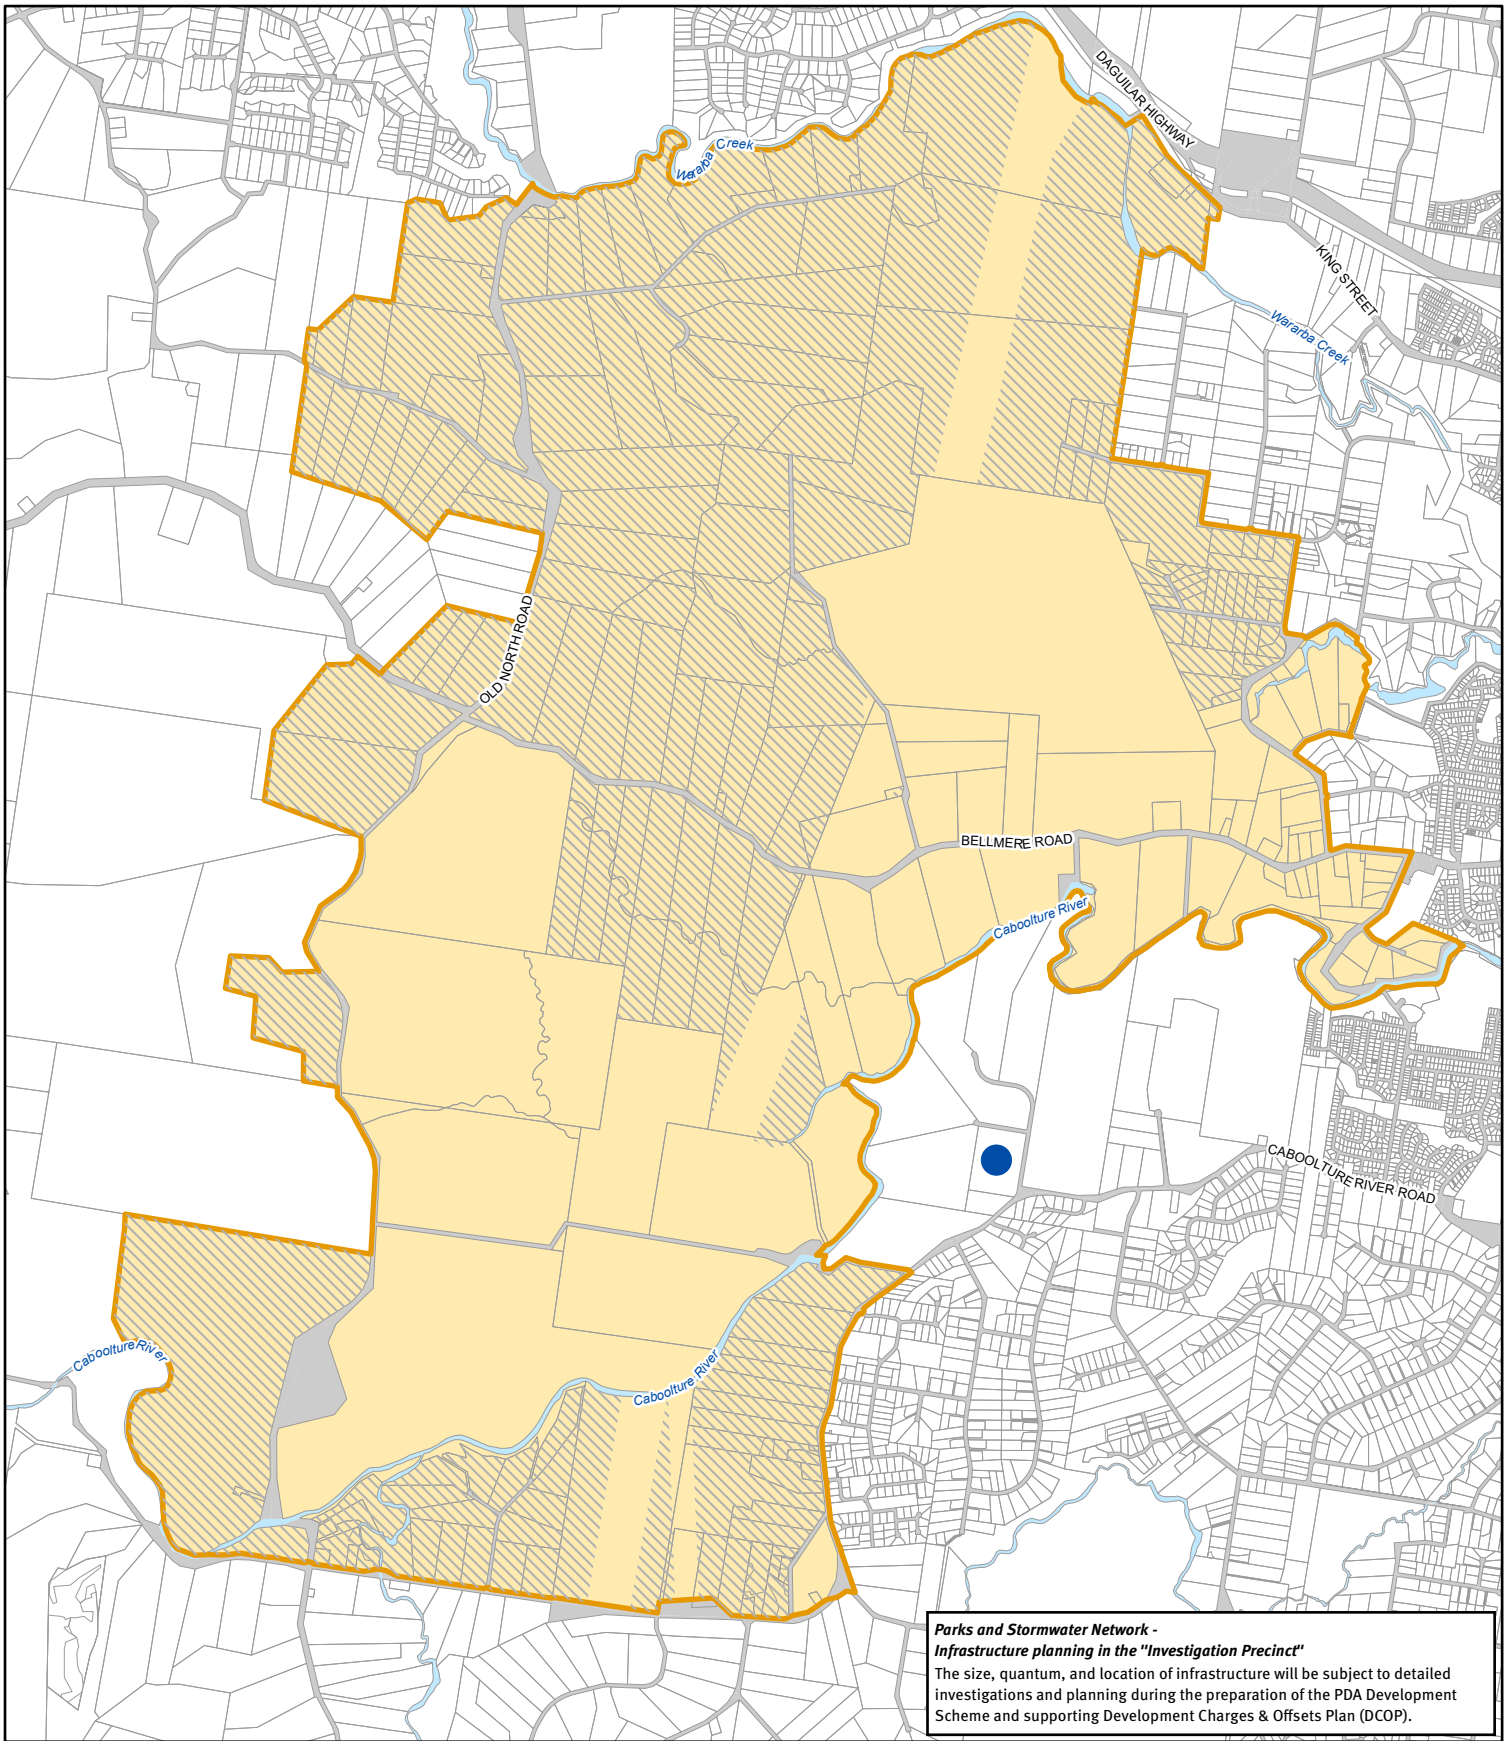 DAGUILAR HIGHWAY
Wararba Creek
KING STREET
Wararba Creek
OLD NORTH ROAD
BELLMERE ROAD
Caboolture River
CABOOLTURE RIVER ROAD
Caboolture River
Caboolture River
Parks and Stormwater Network -
Infrastructure planning in the "Investigation Precinct"
The size, quantum, and location of infrastructure will be subject to detailed
investigations and planning during the preparation of the PDA Development
Scheme and supporting Development Charges & Offsets Plan (DCOP).